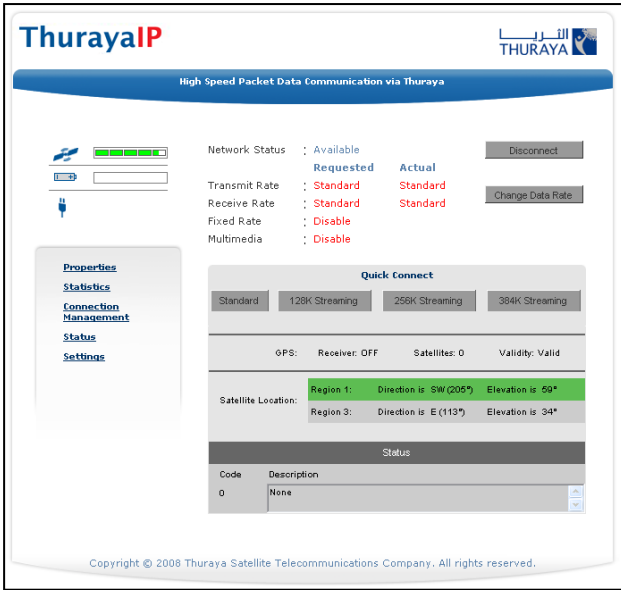 ThurayaIP
الثريا
THURAYA
High Speed Packet Data Communication via Thuraya
Network Status : Available
Disconnect
Requested Actual
Transmit Rate : Standard Standard
Change Data Rate
Receive Rate : Standard Standard
Fixed Rate : Disable
Multimedia : Disable
Properties
Statistics
Connection
Management
Status
Settings
Quick Connect
Standard 128K Streaming 256K Streaming 384K Streaming
GPS: Receiver: OFF Satellites: 0 Validity: Valid
Satellite Location:
Region 1: Direction is SW (205°) Elevation is 59°
Region 3: Direction is E (113°) Elevation is 34°
Status
Code Description
0 None
Copyright © 2008 Thuraya Satellite Telecommunications Company. All rights reserved.